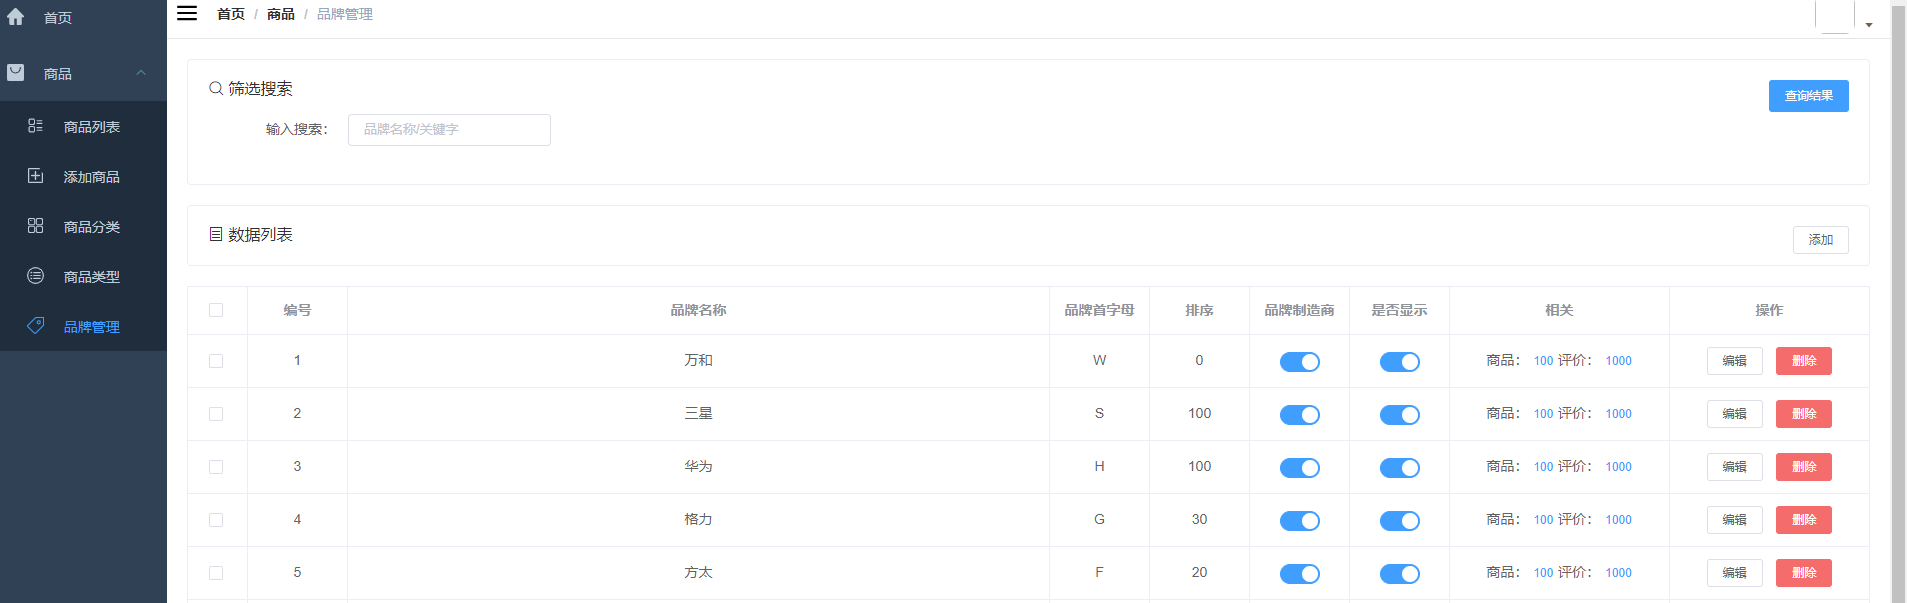 首页
商品
商品列表
添加商品
商品分类
商品类型
品牌管理
首页 / 商品 / 品牌管理
筛选搜索
查询结果
输入搜索： 品牌名称/关键字
数据列表
添加
编号 品牌名称 品牌首字母 排序 品牌制造商 是否显示 相关 操作
1 万和 W 0 商品： 100 评价： 1000 编辑 删除
2 三星 S 100 商品： 100 评价： 1000 编辑 删除
3 华为 H 100 商品： 100 评价： 1000 编辑 删除
4 格力 G 30 商品： 100 评价： 1000 编辑 删除
5 方太 F 20 商品： 100 评价： 1000 编辑 删除